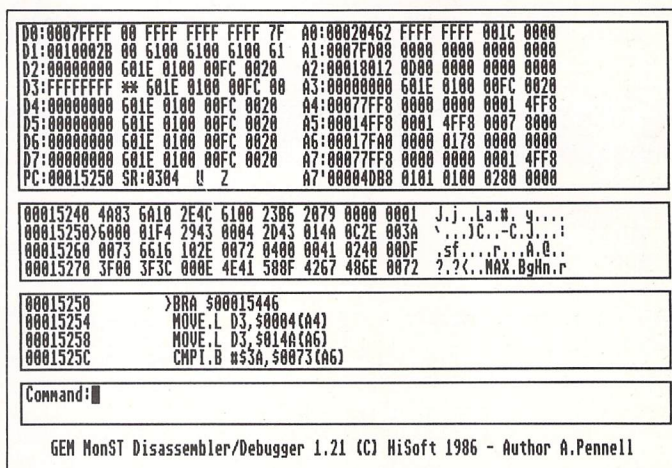 D0:0007FFFF 00 FFFF FFFF FFFF 7F A0:00020462 FFFF FFFF 001C 0000
D1:0010002B 00 6100 6100 6100 61 A1:0007FD08 0000 0000 0000 0000
D2:00000000 601E 0100 00FC 0020 A2:00018012 0D00 0000 0000 0000
D3:FFFFFFFF ** 601E 0100 00FC 00 A3:00000000 601E 0100 00FC 0020
D4:00000000 601E 0100 00FC 0020 A4:00077FF8 0000 0000 0001 4FF8
D5:00000000 601E 0100 00FC 0020 A5:00014FF8 0001 4FF8 0007 8000
D6:00000000 601E 0100 00FC 0020 A6:00017FA0 0000 0178 0000 0000
D7:00000000 601E 0100 00FC 0020 A7:00077FF8 0000 0000 0001 4FF8
PC:00015250 SR:0304 U Z A7'00004DB8 0101 0100 0280 0000
00015240 4A83 6A10 2E4C 6100 23B6 2079 0000 0001 J.j..La.#. y....
00015250>6000 01F4 2943 0004 2D43 014A 0C2E 003A `...)C..-C.J...:
00015260 0073 6616 102E 0072 0400 0041 0240 00DF .sf....r...A.@..
00015270 3F00 3F3C 000E 4E41 588F 4267 486E 0072 ?.?<..NAX.BgHn.r
00015250 >BRA $00015446
00015254 MOVE.L D3,$0004(A4)
00015258 MOVE.L D3,$014A(A6)
0001525C CMPI.B #$3A,$0073(A6)
Command:
GEM MonST Disassembler/Debugger 1.21 (C) HiSoft 1986 - Author A.Pennell